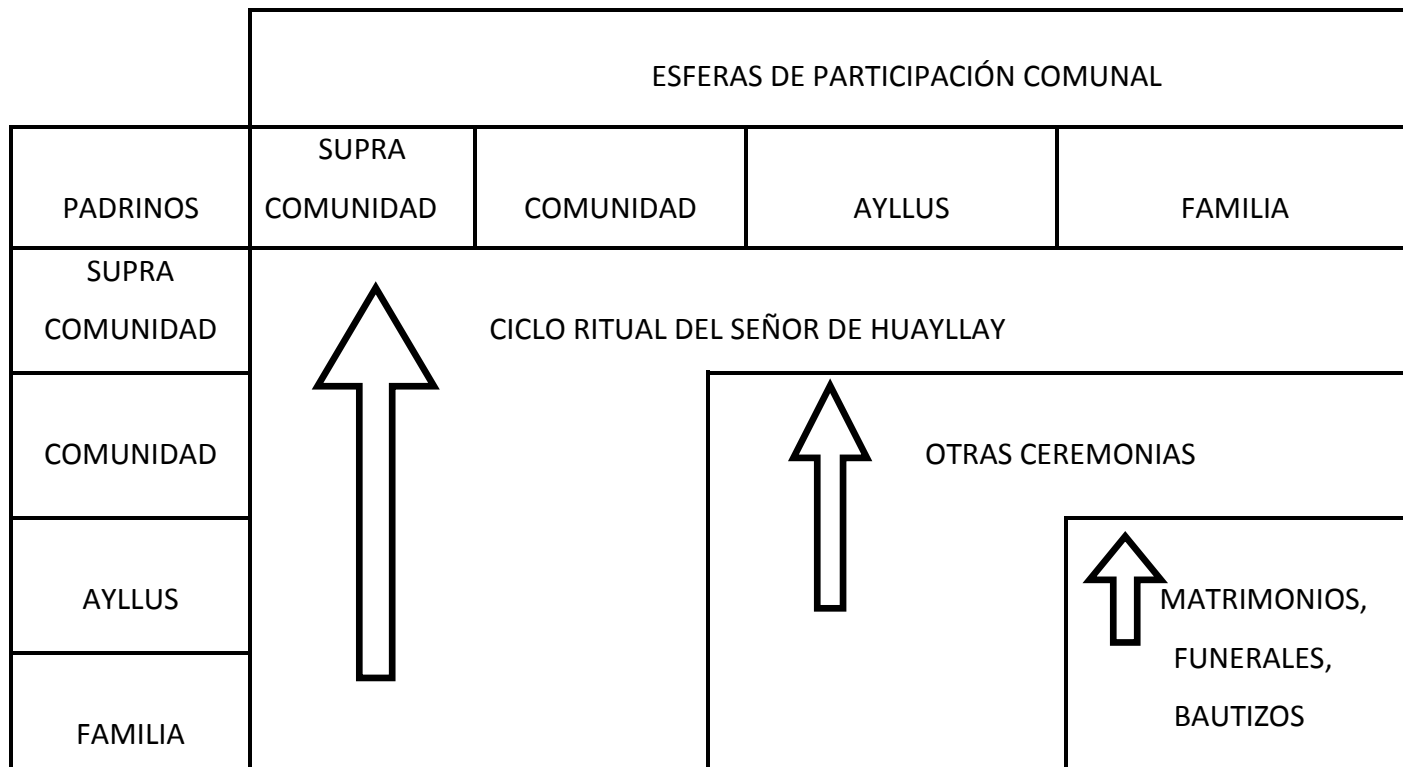 ESFERAS DE PARTICIPACIÓN COMUNAL
PADRINOS
SUPRA
COMUNIDAD
COMUNIDAD
AYLLUS
FAMILIA
SUPRA
COMUNIDAD
CICLO RITUAL DEL SEÑOR DE HUAYLLAY
COMUNIDAD
OTRAS CEREMONIAS
AYLLUS
MATRIMONIOS,
FUNERALES,
BAUTIZOS
FAMILIA